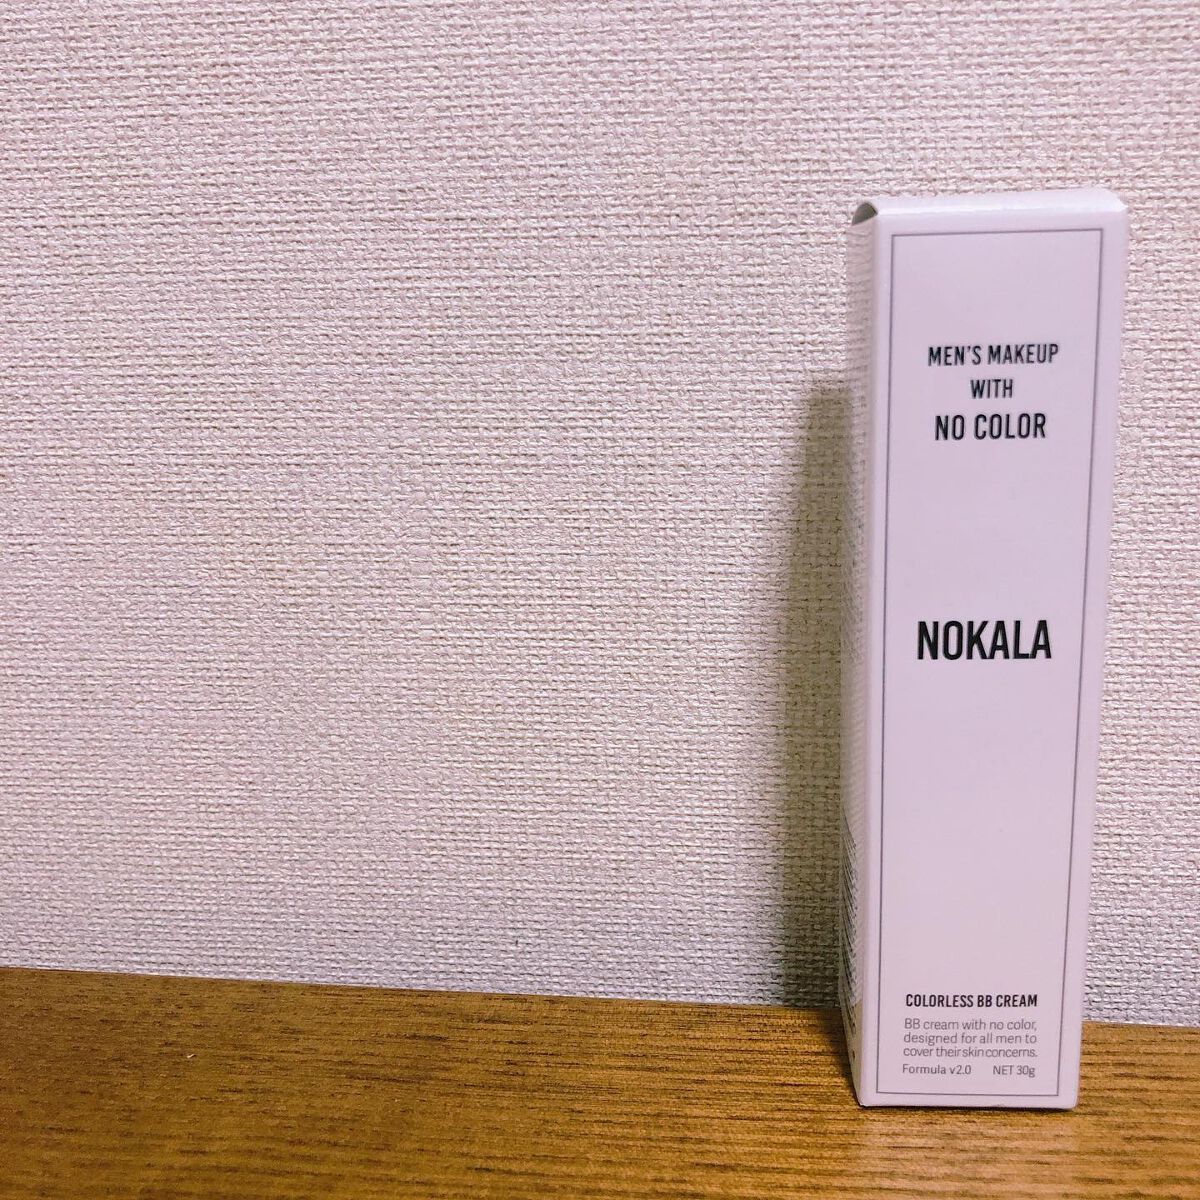 MEN'S MAKEUP
WITH
NO COLOR
NOKALA
COLORLESS BB CREAM
BB cream with no color,
designed for all men to
cover their skin concerns.
Formula v2.0 NET 30g